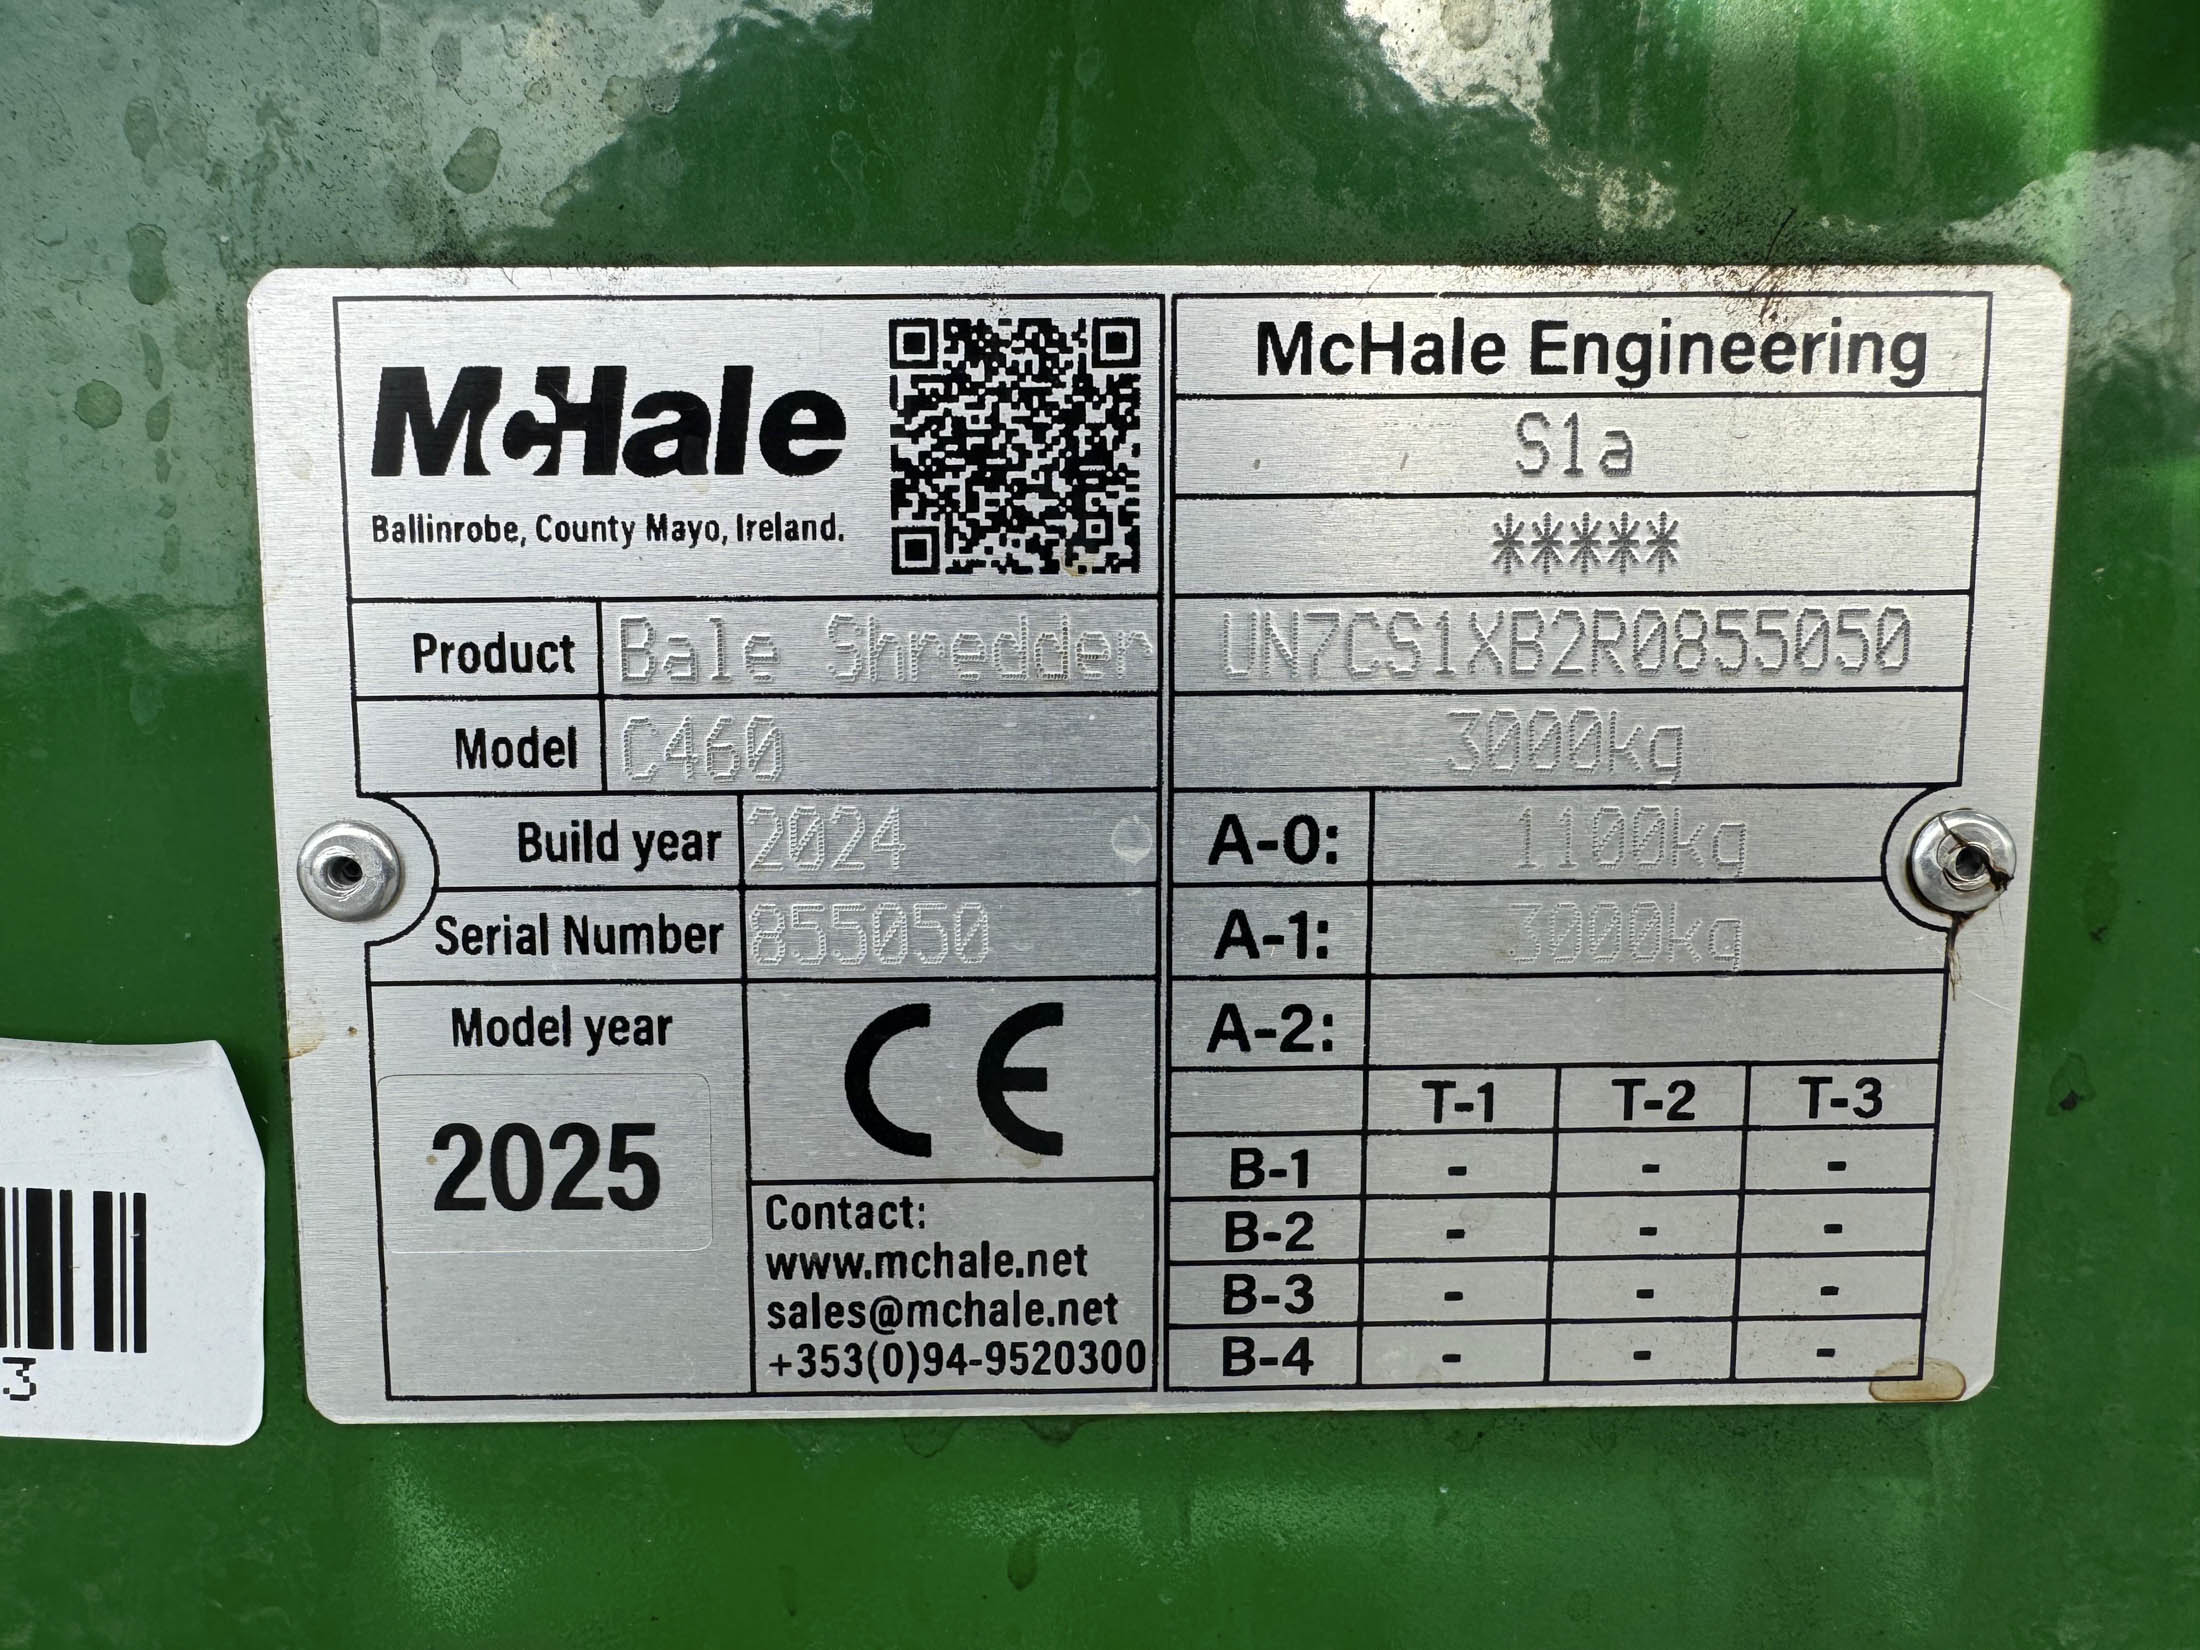 McHale
Ballinrobe, County Mayo, Ireland.
Product Bale Shredder
Model C460
Build year 2024
Serial Number 855050
Model year
2025
CE
Contact:
www.mchale.net
sales@mchale.net
+353(0)94-9520300
McHale Engineering
S1a
*****
UN7CS1XB2R0855050
3000kg
A-0: 1100kg
A-1: 3000kg
A-2:
T-1 T-2 T-3
B-1 - - -
B-2 - - -
B-3 - - -
B-4 - - -
3